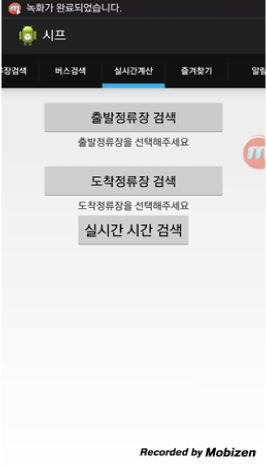 녹화가 완료되었습니다.
시프
장검색 버스검색 실시간계산 즐겨찾기 알림
출발정류장 검색
출발정류장을 선택해주세요
도착정류장 검색
도착정류장을 선택해주세요
실시간 시간 검색
Recorded by Mobizen